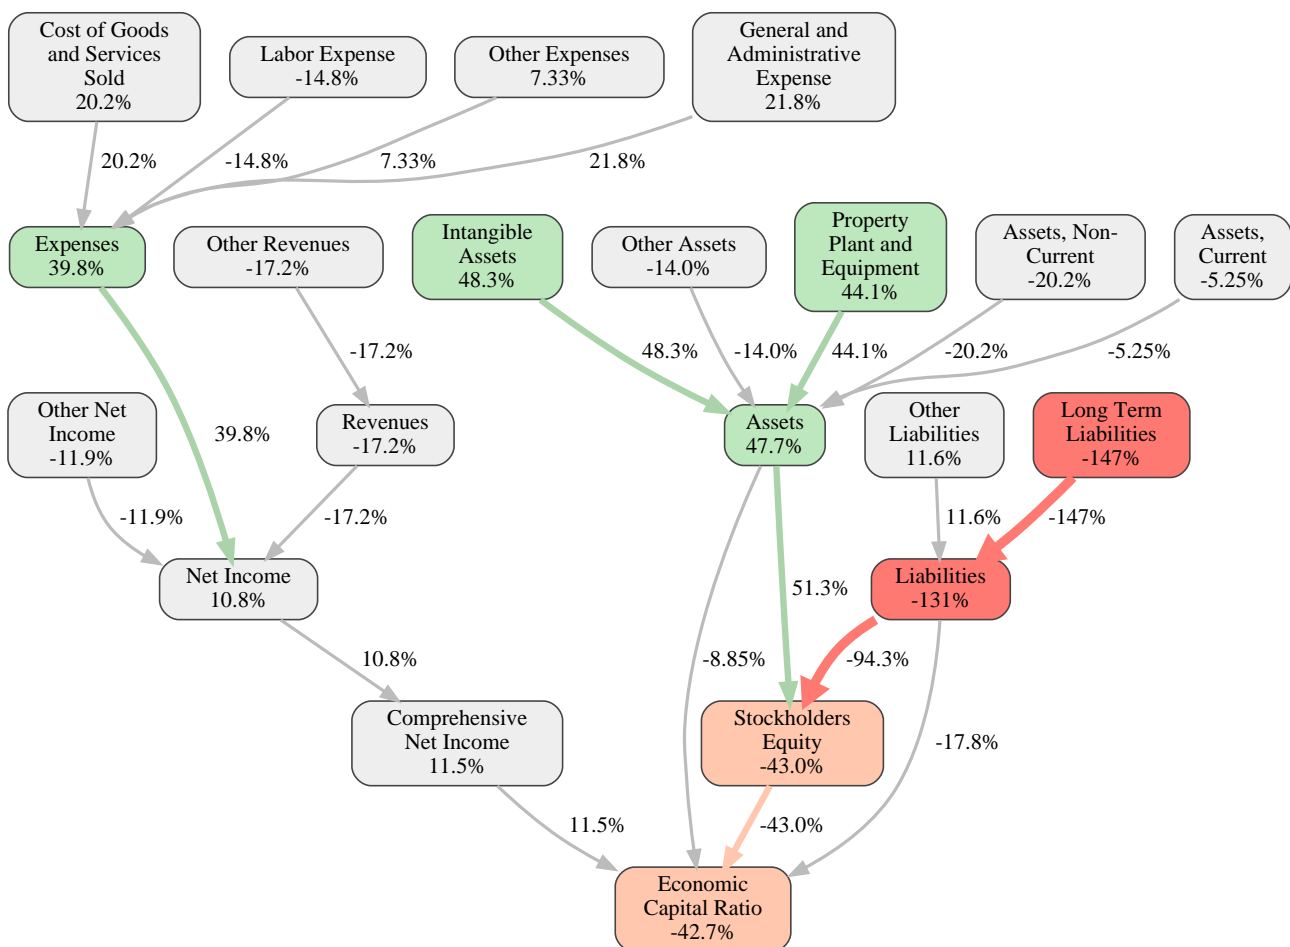 Cost of Goods
and Services
Sold
20.2%
Labor Expense
-14.8%
Other Expenses
7.33%
General and
Administrative
Expense
21.8%
20.2%
-14.8%
7.33%
21.8%
Expenses
39.8%
Other Revenues
-17.2%
Intangible
Assets
48.3%
Other Assets
-14.0%
Property
Plant and
Equipment
44.1%
Assets, Non-
Current
-20.2%
Assets,
Current
-5.25%
-17.2%
48.3%
-14.0%
44.1%
-20.2%
-5.25%
Other Net
Income
-11.9%
39.8%
Revenues
-17.2%
Assets
47.7%
Other
Liabilities
11.6%
Long Term
Liabilities
-147%
-11.9%
-17.2%
11.6%
-147%
Net Income
10.8%
51.3%
Liabilities
-131%
10.8%
-8.85%
-94.3%
Comprehensive
Net Income
11.5%
Stockholders
Equity
-43.0%
-17.8%
11.5%
-43.0%
Economic
Capital Ratio
-42.7%